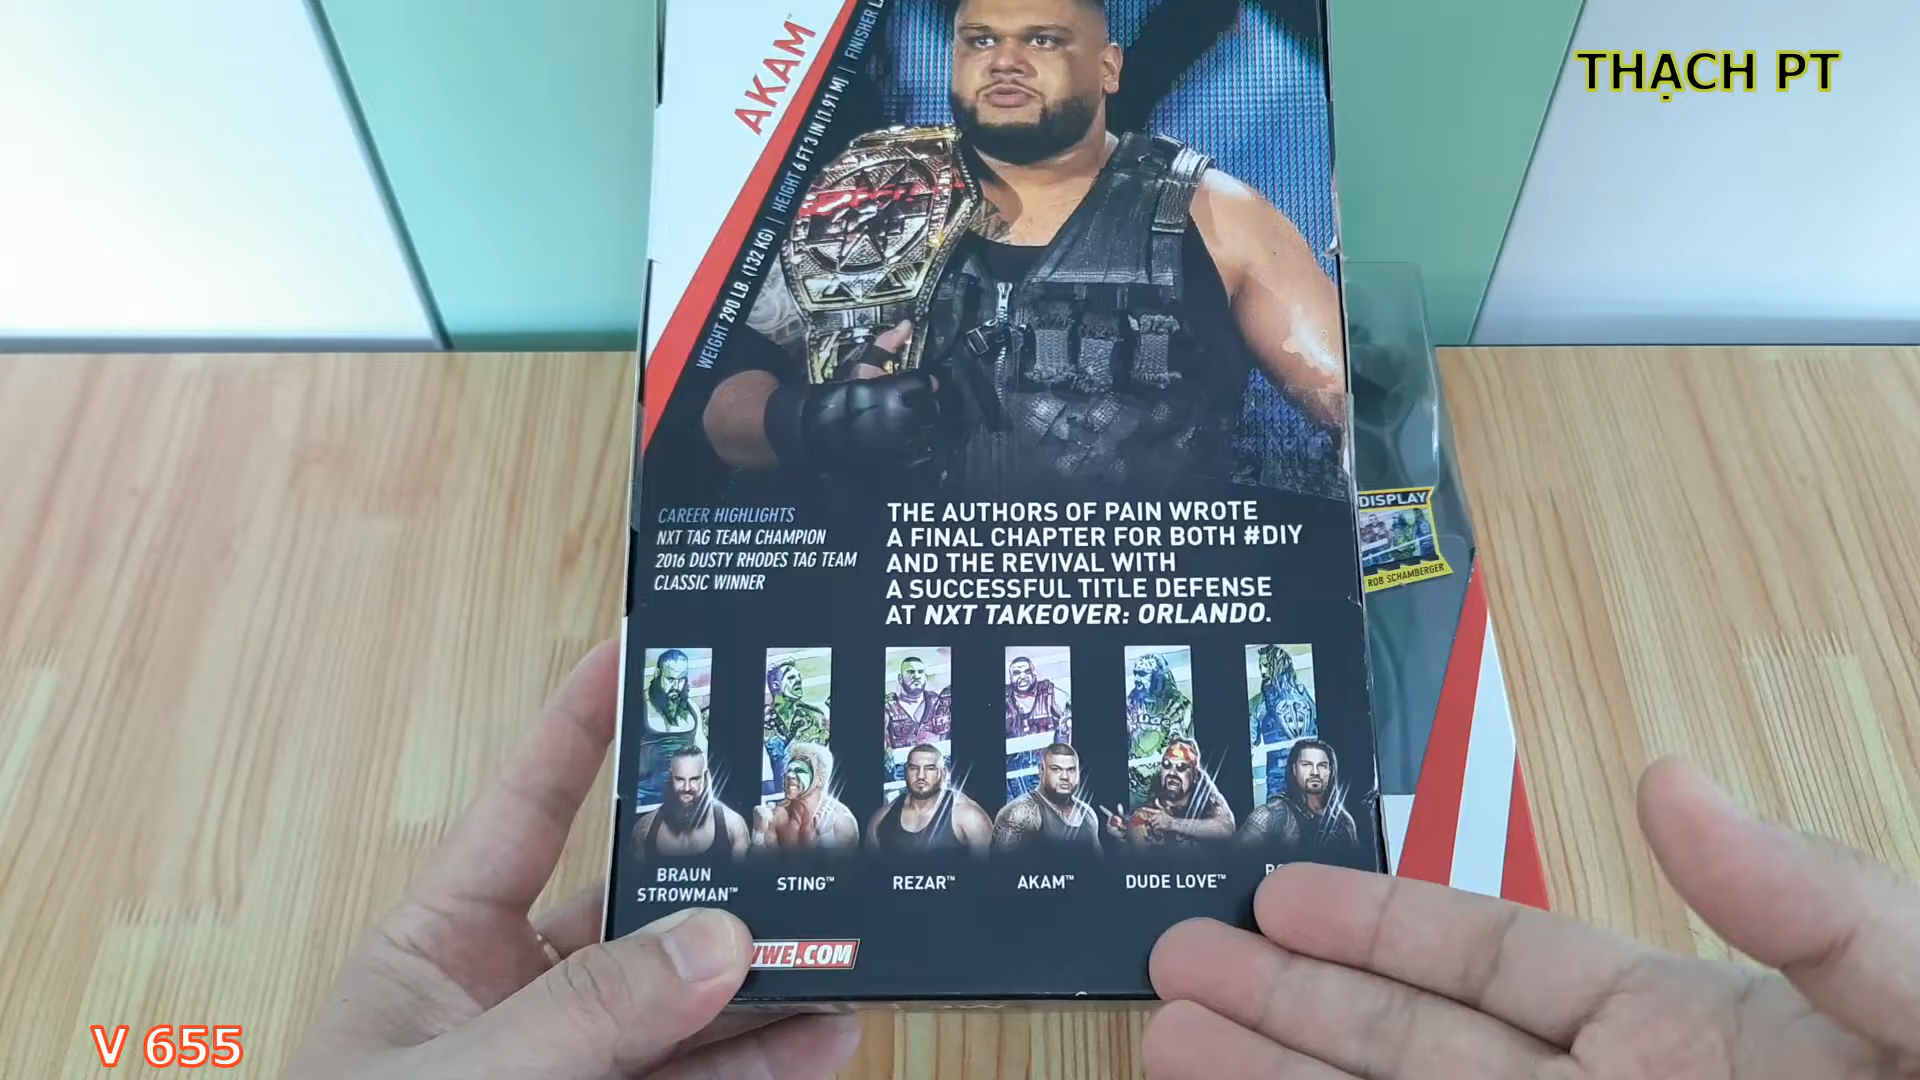 THẠCH PT
AKAM™
WEIGHT 290 LB. (132 KG) | HEIGHT 6 FT 3 IN (1.91 M) | FINISHER
CAREER HIGHLIGHTS
NXT TAG TEAM CHAMPION
2016 DUSTY RHODES TAG TEAM
CLASSIC WINNER
THE AUTHORS OF PAIN WROTE
A FINAL CHAPTER FOR BOTH #DIY
AND THE REVIVAL WITH
A SUCCESSFUL TITLE DEFENSE
AT NXT TAKEOVER: ORLANDO.
DISPLAY
ROB SCHAMBERGER
BRAUN
STROWMAN™
STING™
REZAR™
AKAM™
DUDE LOVE™
WWE.COM
V 655